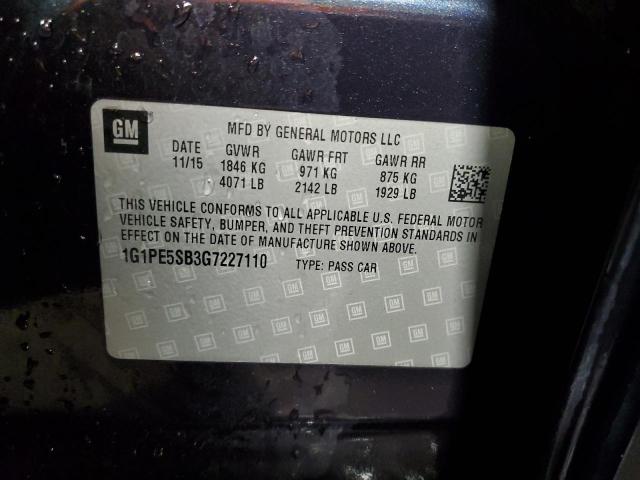 GM
MFD BY GENERAL MOTORS LLC
DATE GVWR GAWR FRT GAWR RR
11/15 1846 KG 971 KG 875 KG
4071 LB 2142 LB 1929 LB
THIS VEHICLE CONFORMS TO ALL APPLICABLE U.S. FEDERAL MOTOR
VEHICLE SAFETY, BUMPER, AND THEFT PREVENTION STANDARDS IN
EFFECT ON THE DATE OF MANUFACTURE SHOWN ABOVE.
1G1PE5SB3G7227110 TYPE: PASS CAR